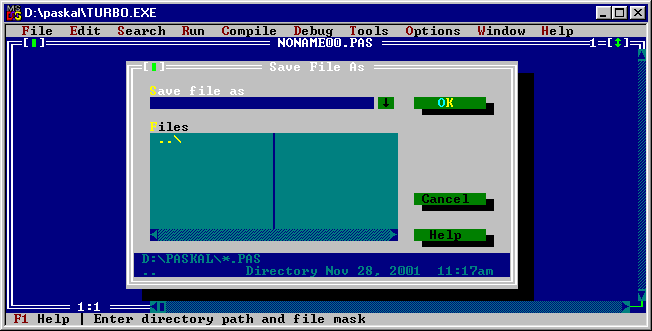 D:\paskal\TURBO.EXE
File Edit Search Run Compile Debug Tools Options Window Help
NONAME00.PAS 1=[↕]
Save File As
Save file as
↓ OK
Files
..\
Cancel
Help
D:\PASKAL\*.PAS
.. Directory Nov 28, 2001 11:17am
1:1
F1 Help | Enter directory path and file mask